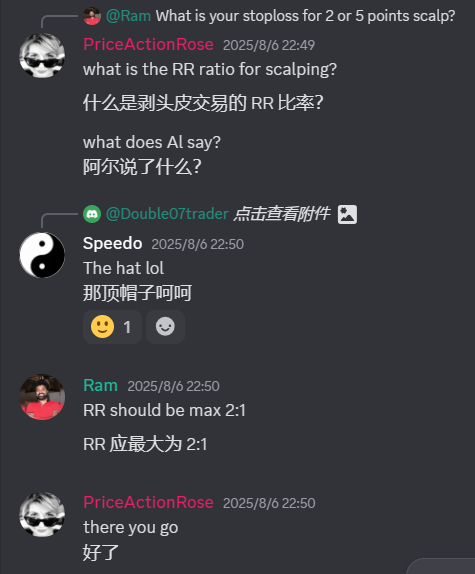 @Ram What is your stoploss for 2 or 5 points scalp?
PriceActionRose 2025/8/6 22:49
what is the RR ratio for scalping?
什么是剥头皮交易的 RR 比率?
what does Al say?
阿尔说了什么?
@Double07trader 点击查看附件
Speedo 2025/8/6 22:50
The hat lol
那顶帽子呵呵
1
Ram 2025/8/6 22:50
RR should be max 2:1
RR 应最大为 2:1
PriceActionRose 2025/8/6 22:50
there you go
好了